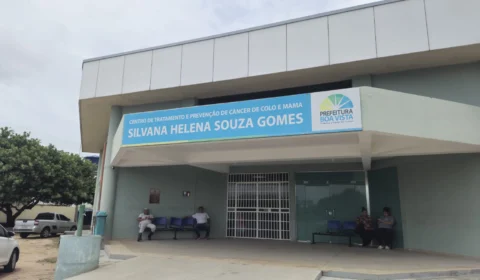 CENTRO DE TRATAMENTO E PREVENÇÃO DE CÂNCER DE COLO E MAMA
SILVANA HELENA SOUZA GOMES
PREFEITURA
BOA VISTA